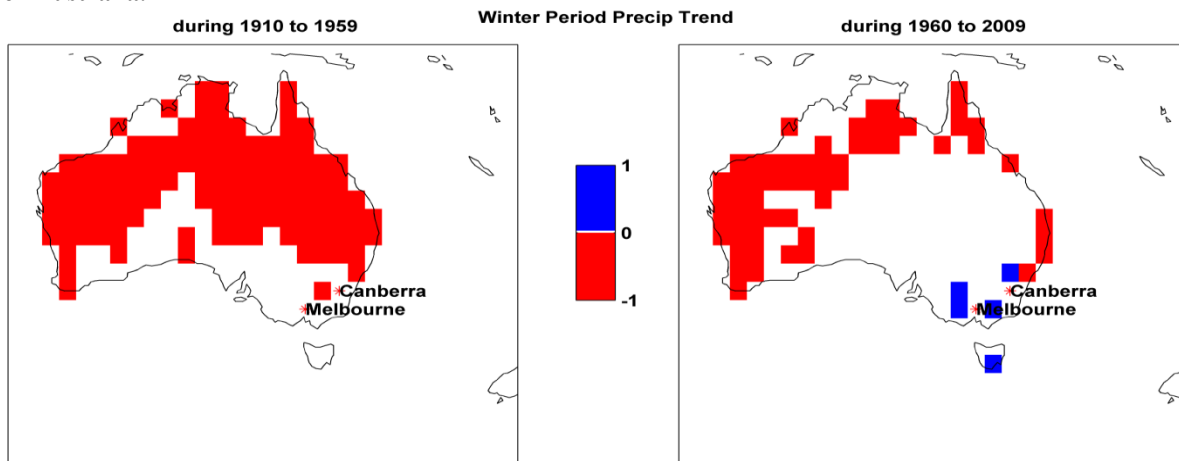 Winter Period Precip Trend
during 1910 to 1959
during 1960 to 2009
1
0
-1
Canberra
Melbourne
Canberra
Melbourne